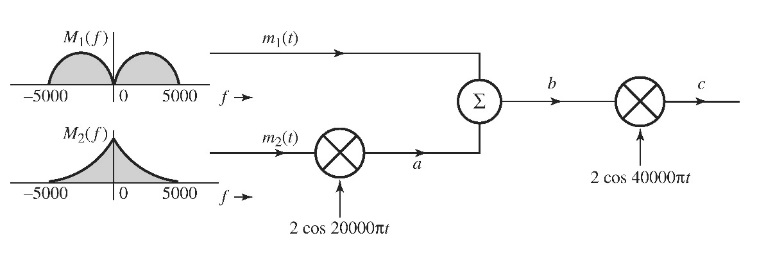 M₁(f)
m₁(t)
–5000 0 5000 f
Σ
b
c
M₂(f)
m₂(t)
a
–5000 0 5000 f
2 cos 40000πt
2 cos 20000πt